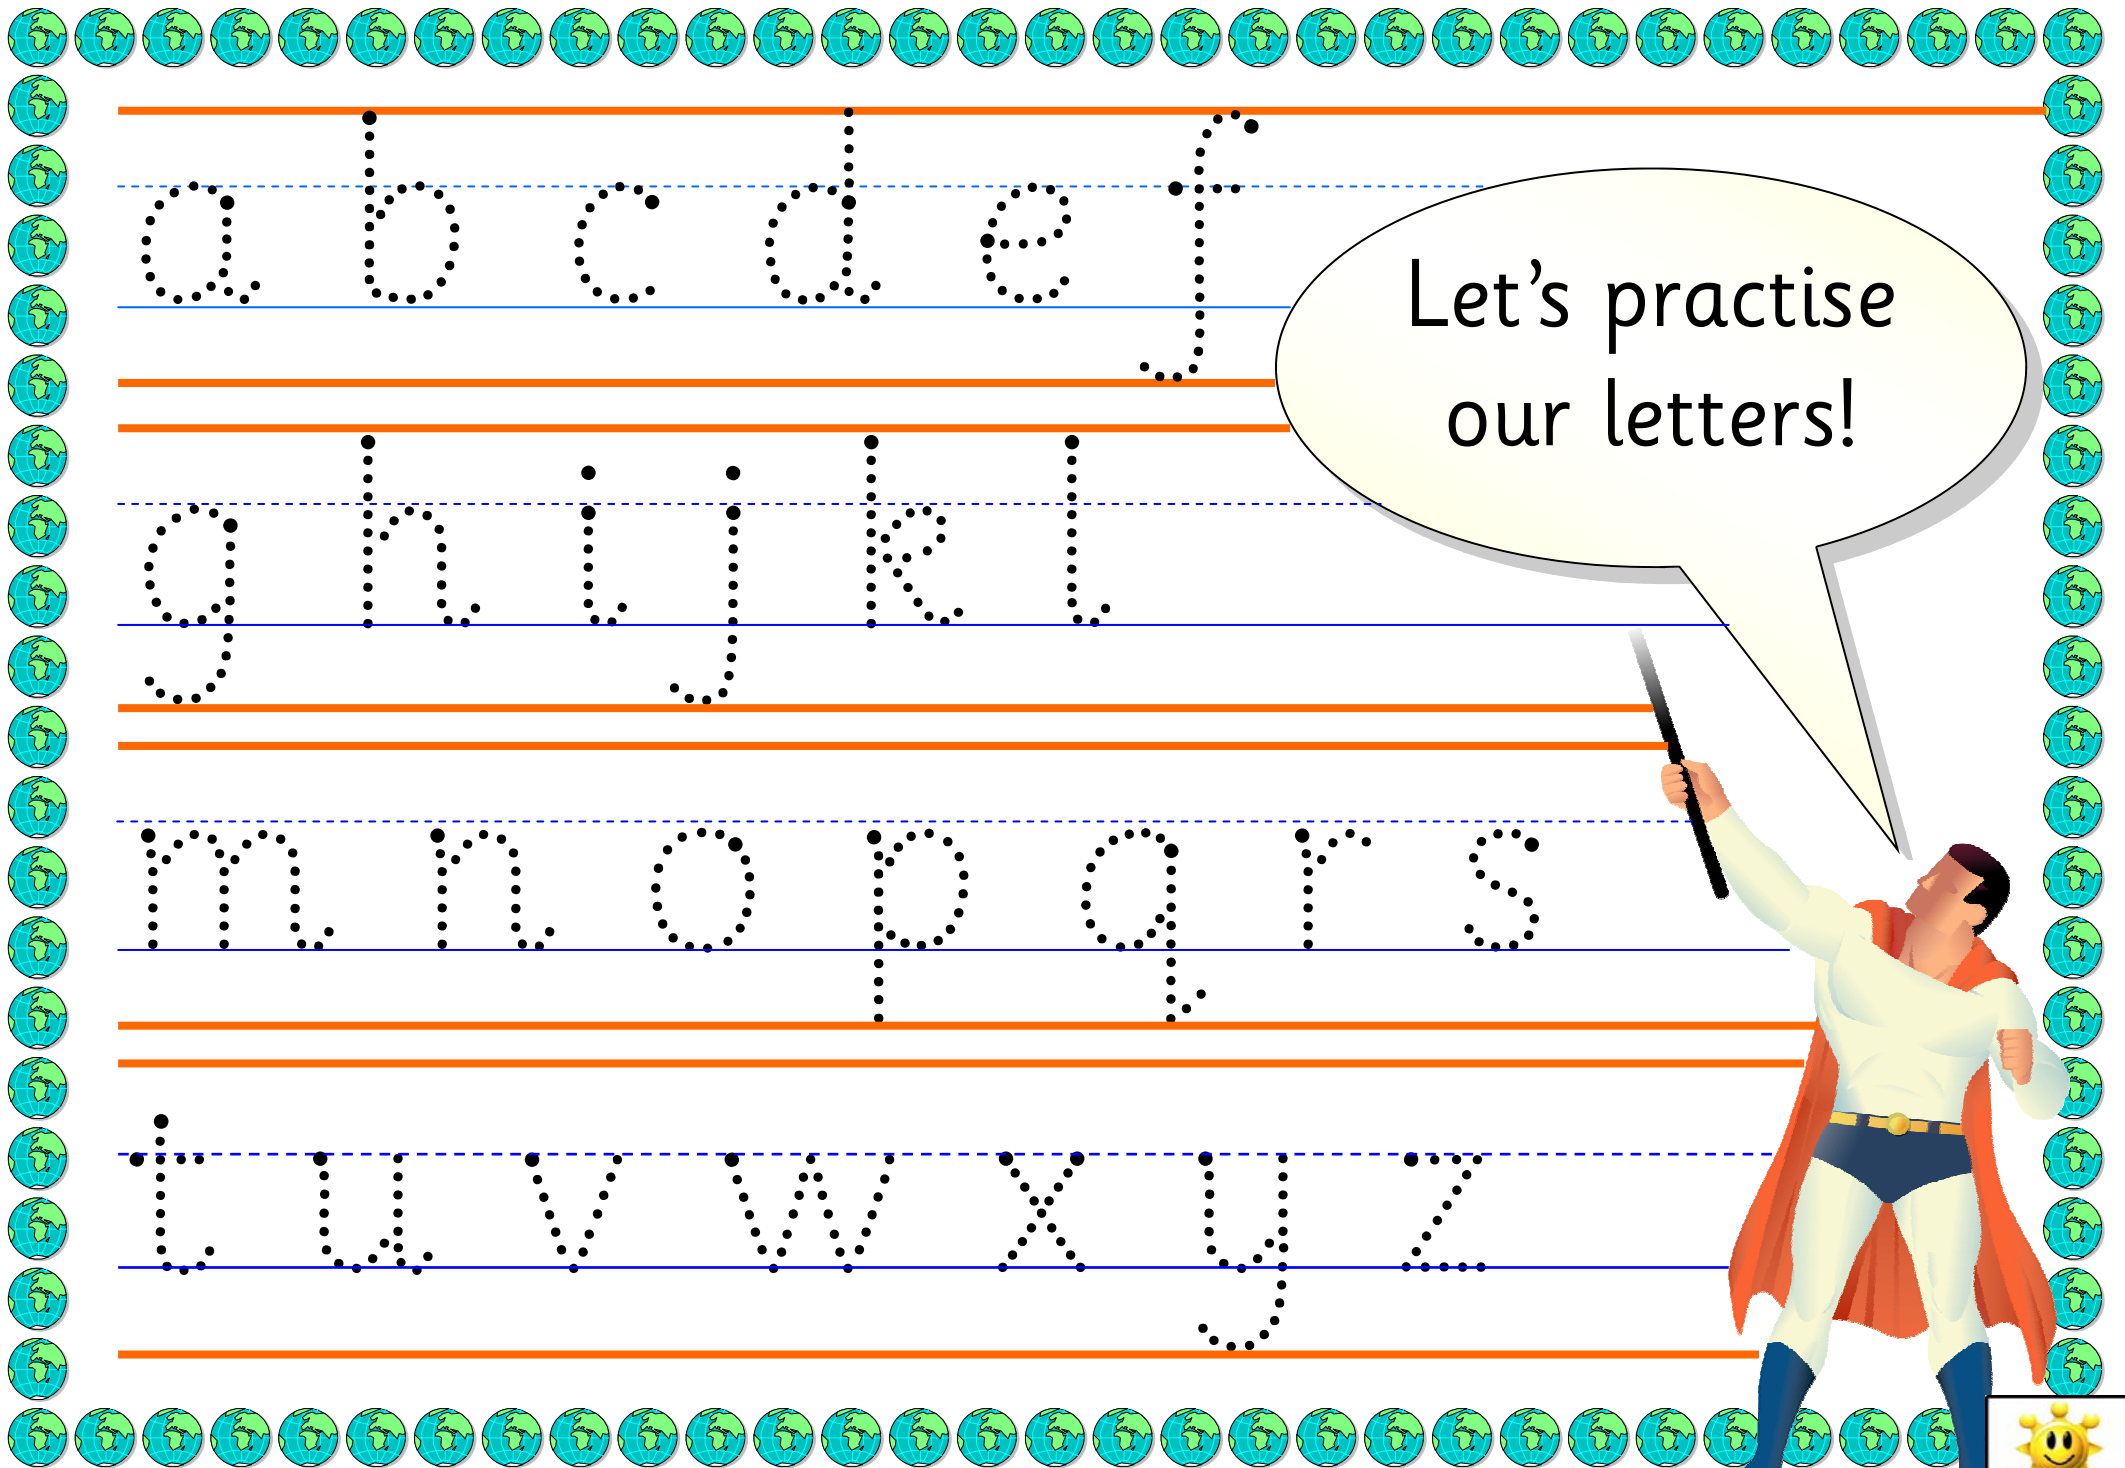 a b c d e f
Let's practise
our letters!
g h i j k l
m n o p q r s
t u v w x y z